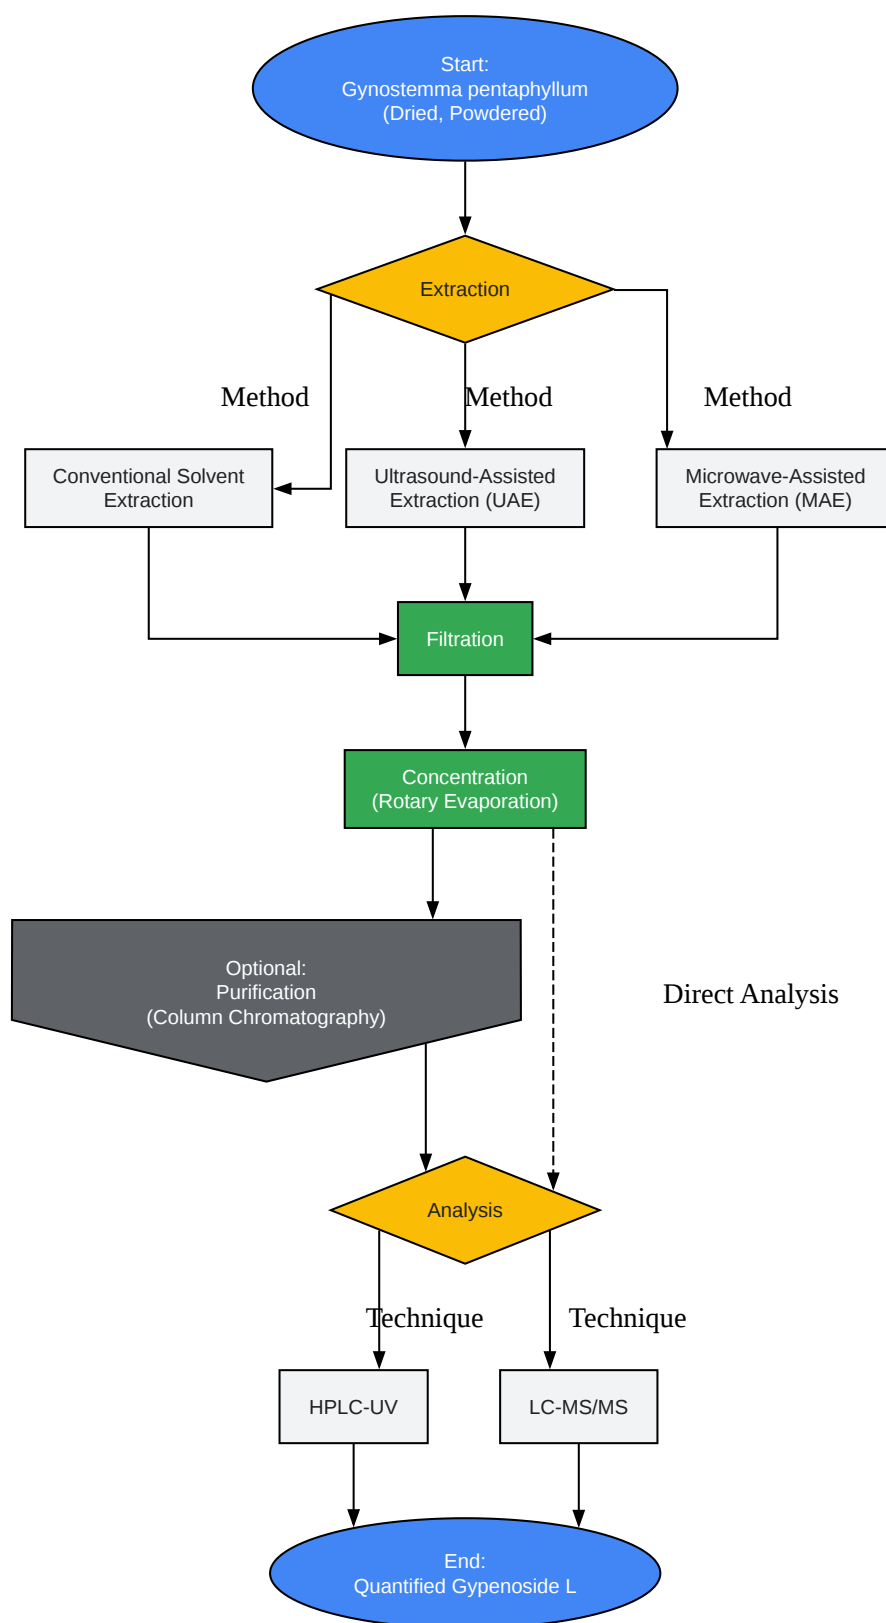 Start:
Gynostemma pentaphyllum
(Dried, Powdered)
Extraction
Method
Method
Method
Conventional Solvent
Extraction
Ultrasound-Assisted
Extraction (UAE)
Microwave-Assisted
Extraction (MAE)
Filtration
Concentration
(Rotary Evaporation)
Optional:
Purification
(Column Chromatography)
Direct Analysis
Analysis
Technique
Technique
HPLC-UV
LC-MS/MS
End:
Quantified Gypenoside L